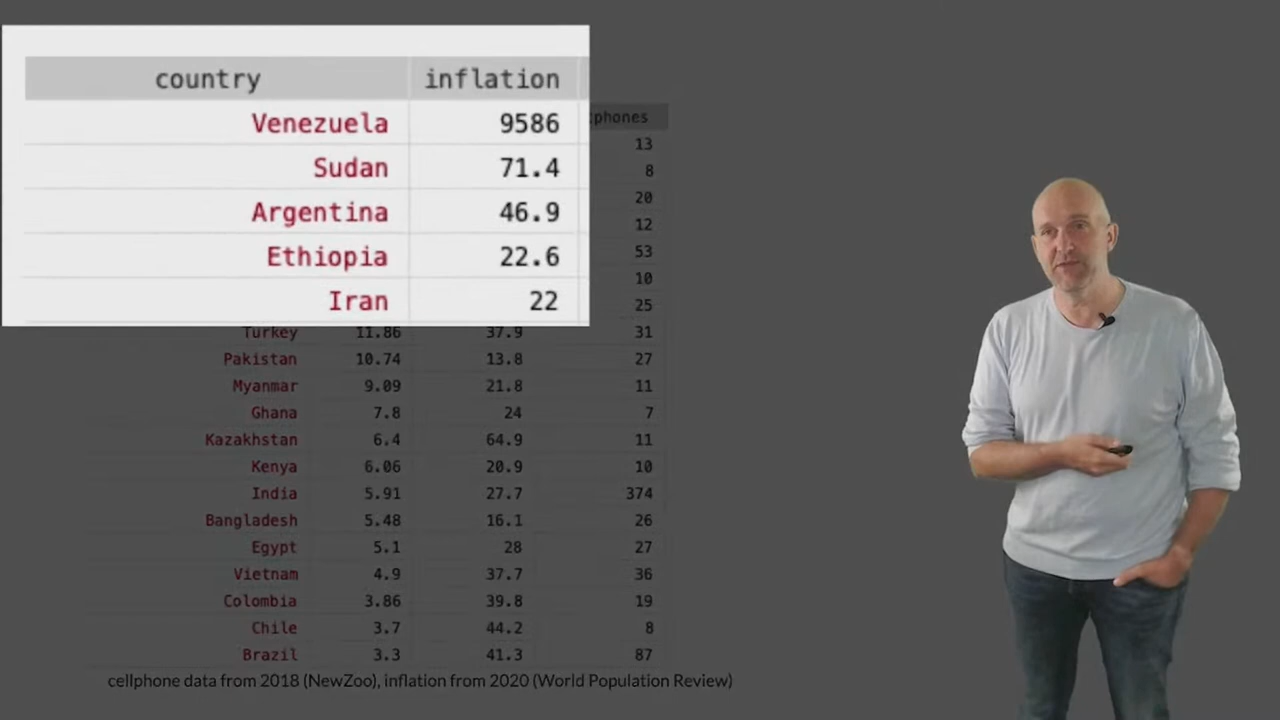 country inflation
Venezuela 9586
Sudan 71.4
Argentina 46.9
Ethiopia 22.6
Iran 22
phones
13
8
20
12
53
10
25
Turkey 11.86 37.9 31
Pakistan 10.74 13.8 27
Myanmar 9.09 21.8 11
Ghana 7.8 24 7
Kazakhstan 6.4 64.9 11
Kenya 6.06 20.9 10
India 5.91 27.7 374
Bangladesh 5.48 16.1 26
Egypt 5.1 28 27
Vietnam 4.9 37.7 36
Colombia 3.86 39.8 19
Chile 3.7 44.2 8
Brazil 3.3 41.3 87
cellphone data from 2018 (NewZoo), inflation from 2020 (World Population Review)